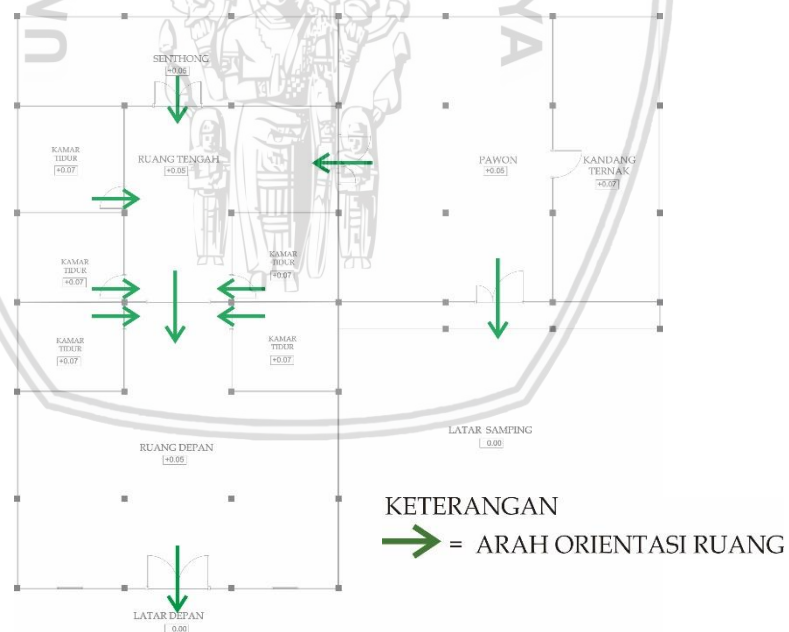 SENTHONG
+0.05
KAMAR
TIDUR
+0.07
RUANG TENGAH
+0.05
PAWON
+0.05
KANDANG
TERNAK
+0.07
KAMAR
TIDUR
+0.07
KAMAR
TIDUR
+0.07
KAMAR
TIDUR
+0.07
KAMAR
TIDUR
+0.07
RUANG DEPAN
+0.05
LATAR SAMPING
0.00
KETERANGAN
= ARAH ORIENTASI RUANG
LATAR DEPAN
0.00